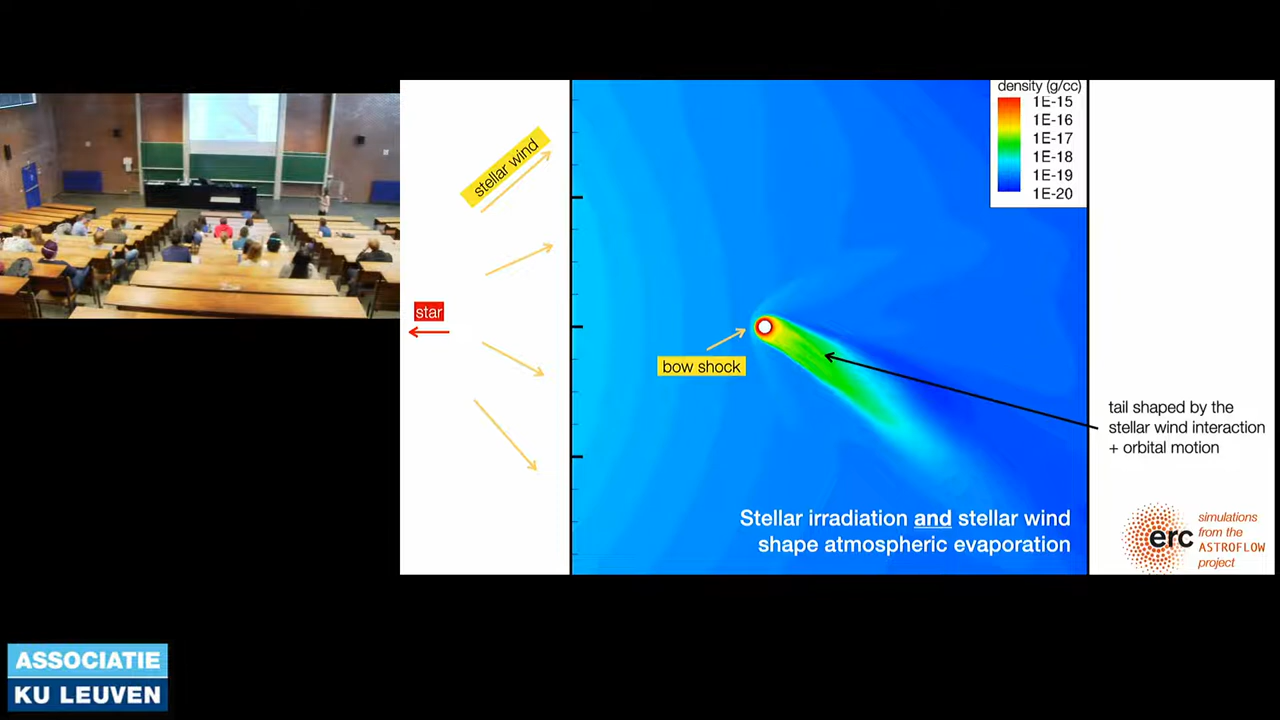 density (g/cc)
1E-15
1E-16
1E-17
1E-18
1E-19
1E-20
stellar wind
star
bow shock
tail shaped by the
stellar wind interaction
+ orbital motion
Stellar irradiation and stellar wind
shape atmospheric evaporation
erc
simulations
from the
ASTROFLOW
project
ASSOCIATIE
KU LEUVEN